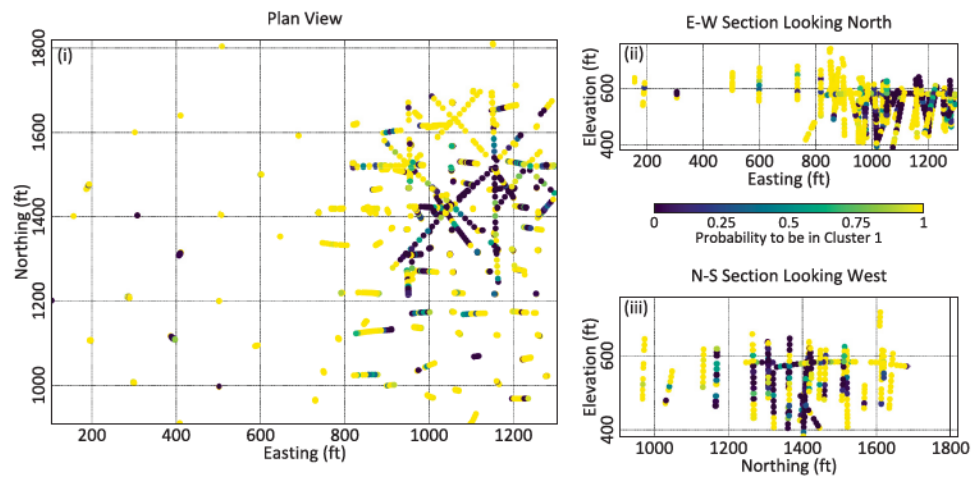 Plan View
(i)
1800
1600
1400
1200
1000
Northing (ft)
200 400 600 800 1000 1200
Easting (ft)
E-W Section Looking North
(ii)
600
400
Elevation (ft)
200 400 600 800 1000 1200
Easting (ft)
0 0.25 0.5 0.75 1
Probability to be in Cluster 1
N-S Section Looking West
(iii)
600
400
Elevation (ft)
1000 1200 1400 1600 1800
Northing (ft)